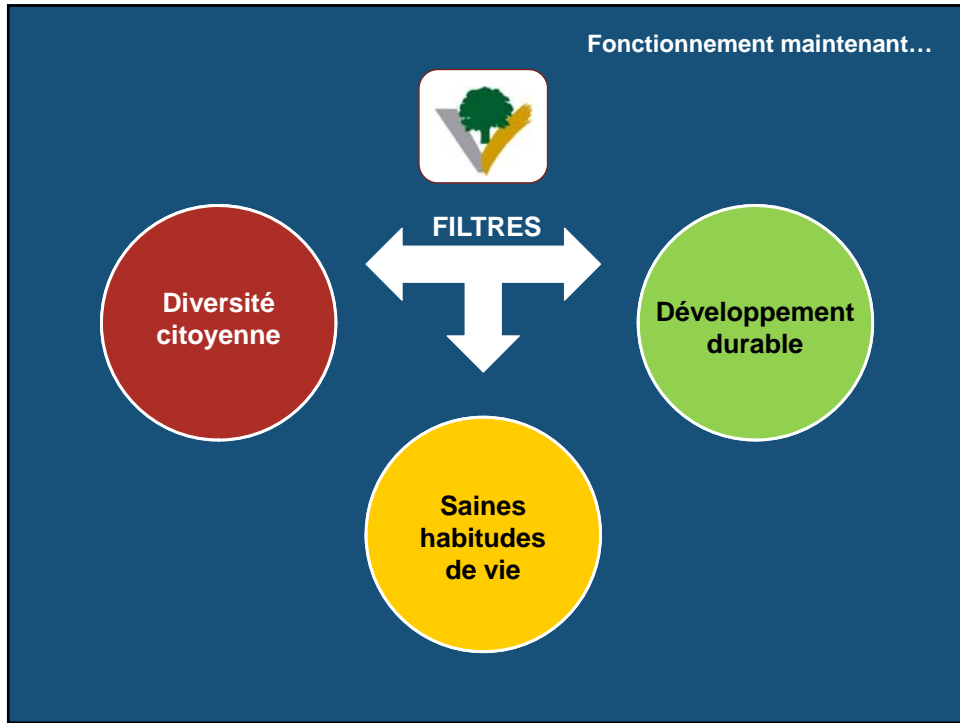 Fonctionnement maintenant…
FILTRES
Diversité
citoyenne
Développement
durable
Saines
habitudes
de vie